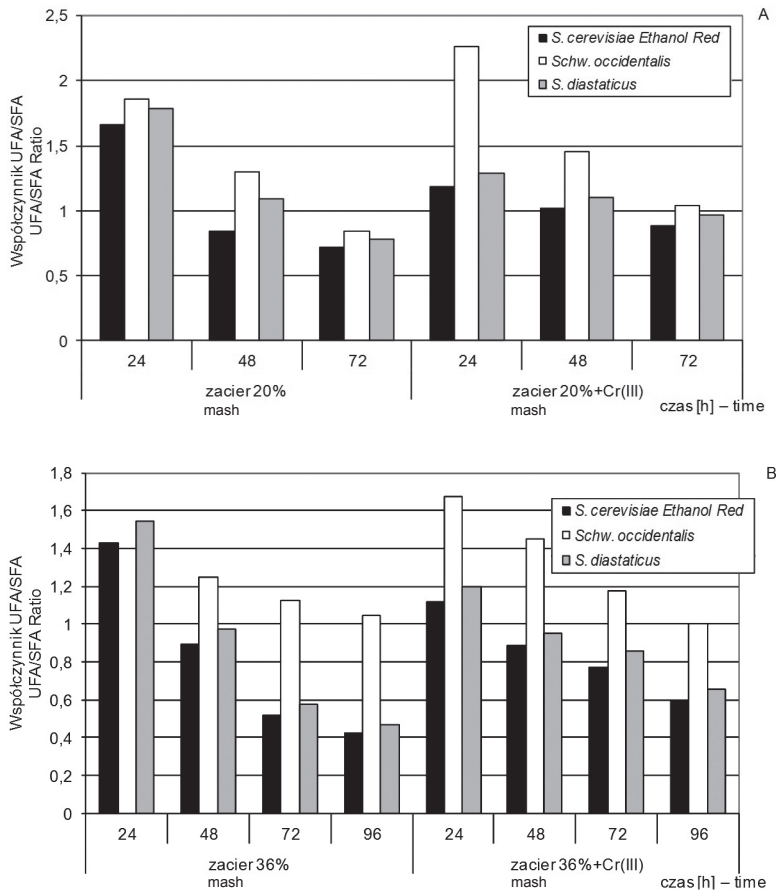 A
2,5
2
1,5
1
0,5
0
Współczynnik UFA/SFA
UFA/SFA Ratio
S. cerevisiae Ethanol Red
Schw. occidentalis
S. diastaticus
24 48 72 24 48 72
zacier 20% zacier 20%+Cr(III)
mash mash czas [h] – time
B
1,8
1,6
1,4
1,2
1
0,8
0,6
0,4
0,2
0
Współczynnik UFA/SFA
UFA/SFA Ratio
S. cerevisiae Ethanol Red
Schw. occidentalis
S. diastaticus
24 48 72 96 24 48 72 96
zacier 36% zacier 36%+Cr(III)
mash mash czas [h] – time